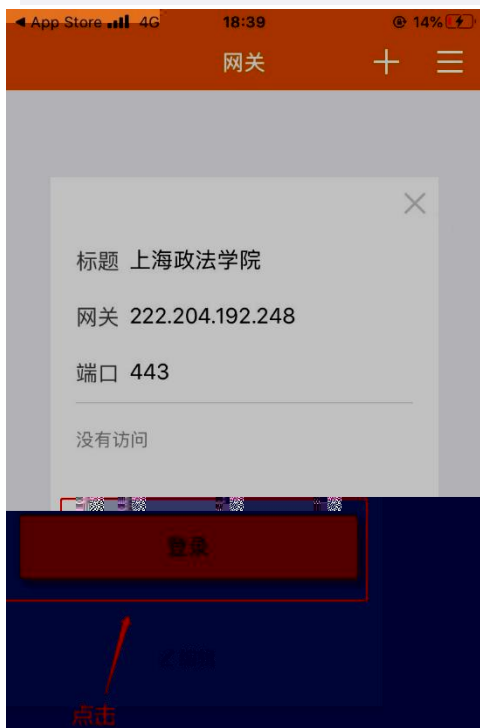 App Store 4G 18:39 14%
网关
标题 上海政法学院
网关 222.204.192.248
端口 443
没有访问
登录
点击